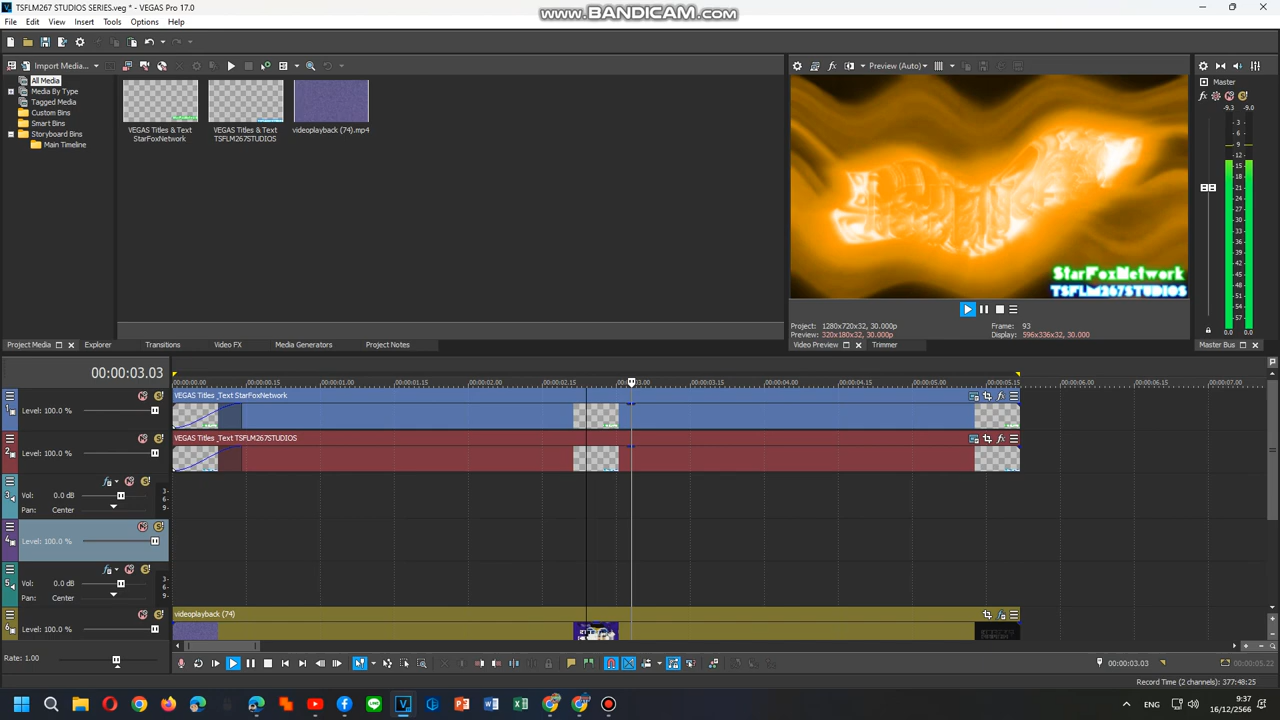 TSFLM267 STUDIOS SERIES.veg * - VEGAS Pro 17.0
www.BANDICAM.com
File Edit View Insert Tools Options Help
Import Media...
All Media
Media By Type
Tagged Media
Custom Bins
Smart Bins
Storyboard Bins
Main Timeline
VEGAS Titles & Text StarFoxNetwork
VEGAS Titles & Text TSFLM267STUDIOS
videoplayback (74).mp4
Project Media
Explorer
Transitions
Video FX
Media Generators
Project Notes
Preview (Auto)
StarFoxNetwork
TSFLM267STUDIOS
Project: 1280x720x32, 30.000p
Frame: 93
Preview: 320x180x32, 30.000p
Display: 596x336x32, 30.000
Video Preview
Trimmer
Master
fx
-9.3 -9.0
3
6
9
12
15
18
21
24
27
30
33
36
39
42
45
48
51
54
57
0.0 0.0
Master Bus
00:00:03.03
00:00:00.00 00:00:00.15 00:00:01.00 00:00:01.15 00:00:02.00 00:00:02.15 00:00:03.00 00:00:03.15 00:00:04.00 00:00:04.15 00:00:05.00 00:00:05.15 00:00:06.00 00:00:06.15 00:00:07.00
1 Level: 100.0 %
VEGAS Titles _Text StarFoxNetwork
2 Level: 100.0 %
VEGAS Titles _Text TSFLM267STUDIOS
3 Vol: 0.0 dB
Pan: Center
4 Level: 100.0 %
5 Vol: 0.0 dB
Pan: Center
6 Level: 100.0 %
videoplayback (74)
Rate: 1.00
00:00:03.03
00:00:05.22
Record Time (2 channels): 377:48:25
ENG
9:37
16/12/2566